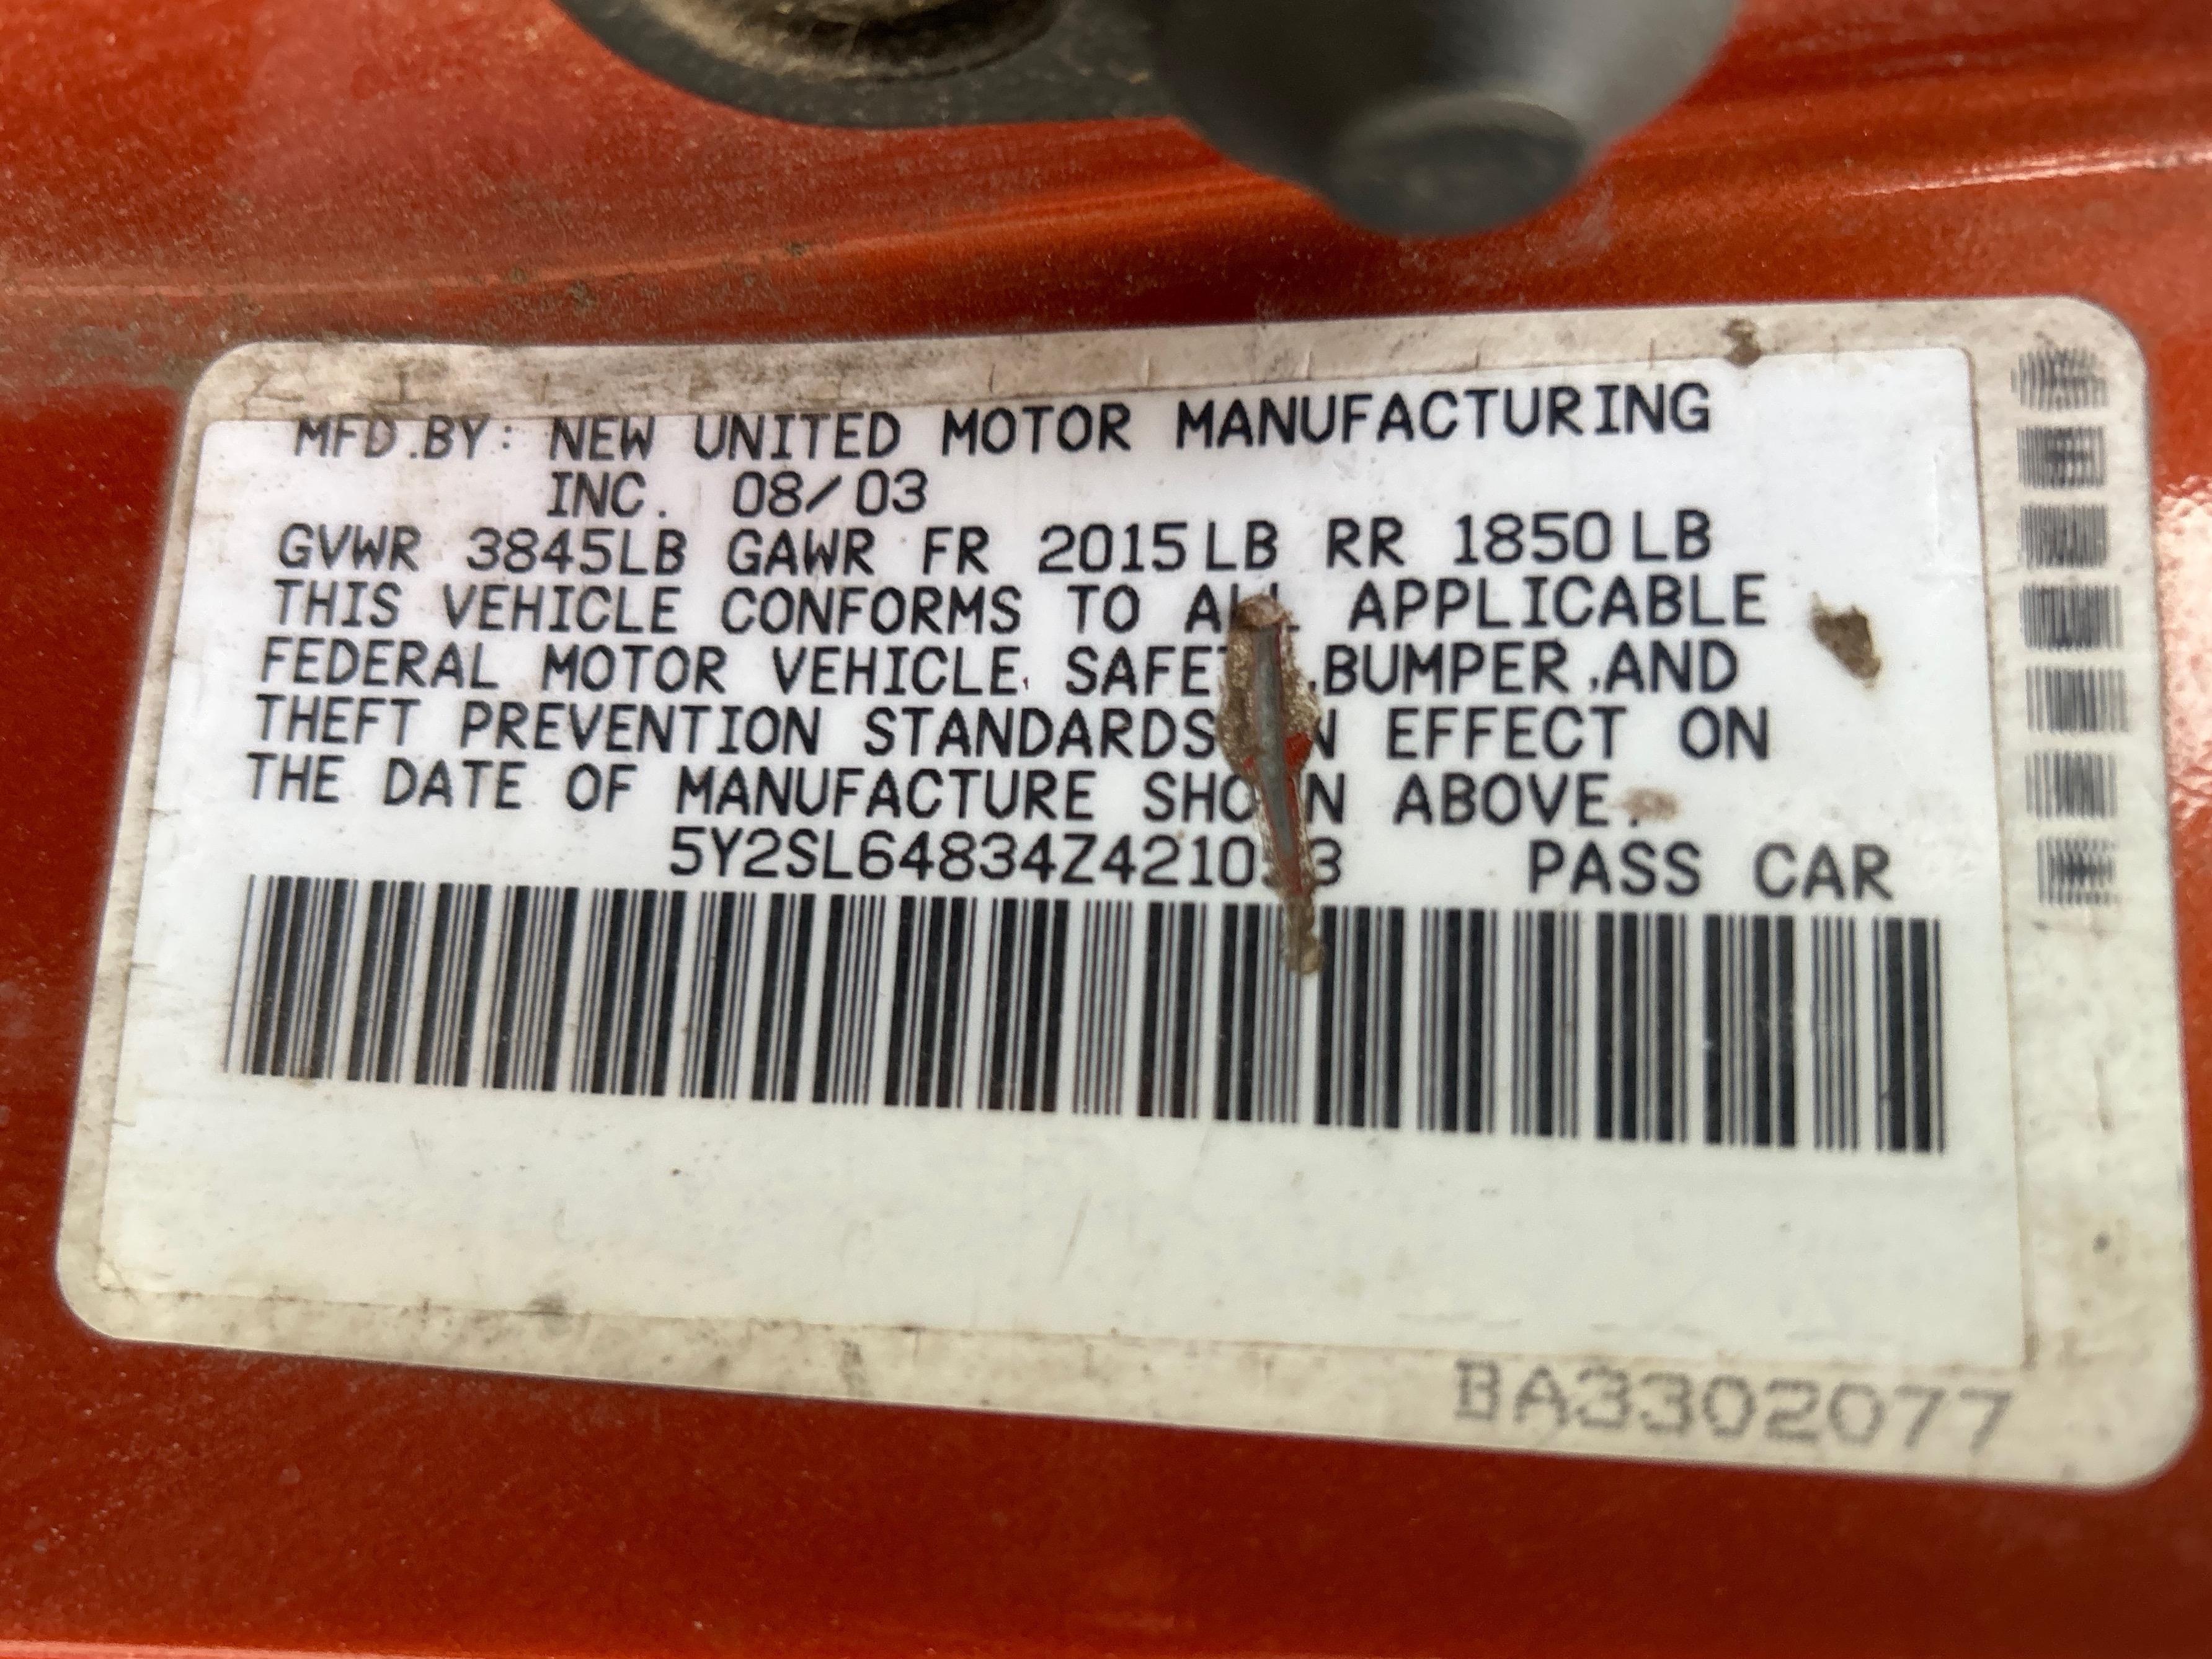 MFD.BY: NEW UNITED MOTOR MANUFACTURING
INC. 08/03
GVWR 3845LB GAWR FR 2015LB RR 1850LB
THIS VEHICLE CONFORMS TO ALL APPLICABLE
FEDERAL MOTOR VEHICLE BUMPER,AND
THEFT PREVENTION STANDARDS EFFECT ON
THE DATE OF MANUFACTURE ABOVE.
PASS CAR
BA3302077